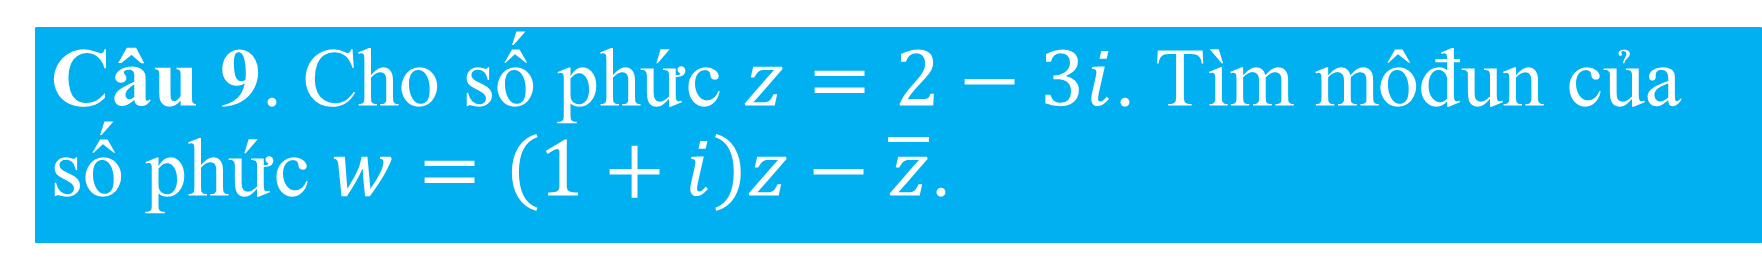 Câu 9. Cho số phức z = 2 − 3i. Tìm môđun của
số phức w = (1 + i)z − z̅.